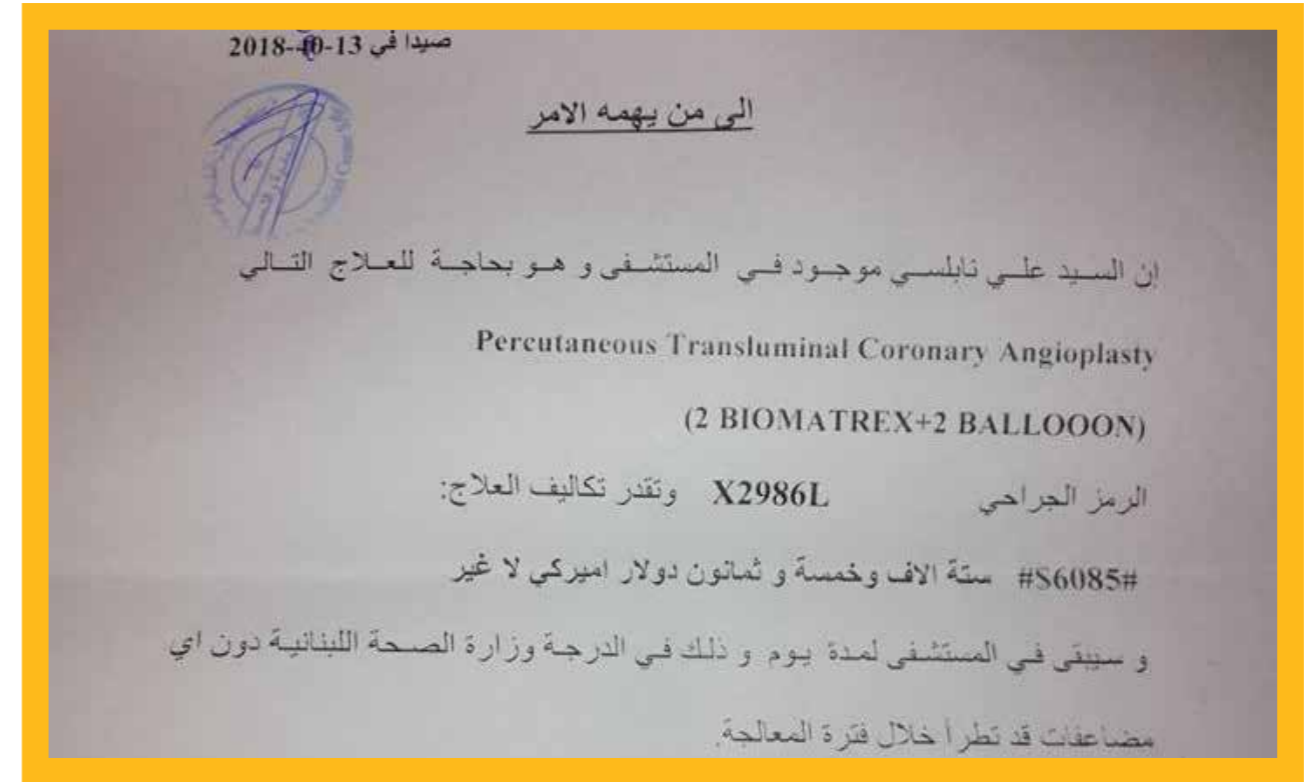 صيدا في 13-10-2018
الى من يهمه الامر
ان السيد علي نابلسي موجود في المستشفى و هو بحاجة للعلاج التالي
Percutaneous Transluminal Coronary Angioplasty
(2 BIOMATREX+2 BALLOOON)
الرمز الجراحي X2986L وتقدر تكاليف العلاج:
#$6085# ستة الاف وخمسة و ثمانون دولار اميركي لا غير
و سيبقى في المستشفى لمدة يوم و ذلك في الدرجة وزارة الصحة اللبنانية دون اي
مضاعفات قد تطرأ خلال فترة المعالجة.